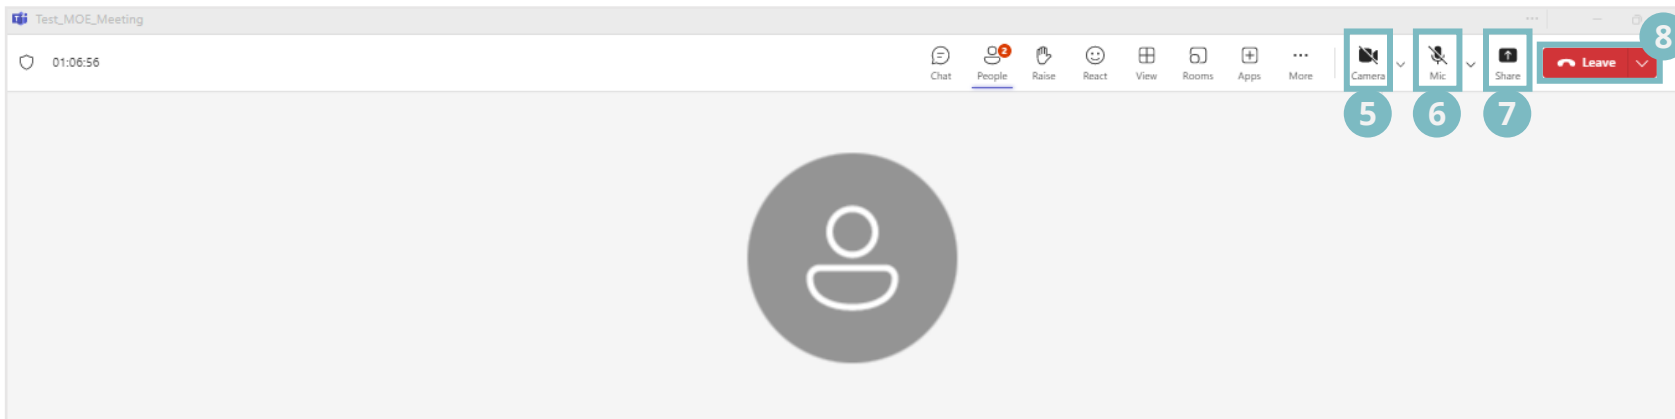 Test_MOE_Meeting
01:06:56
2
Chat People Raise React View Rooms Apps More Camera Mic Share Leave
8
5 6 7